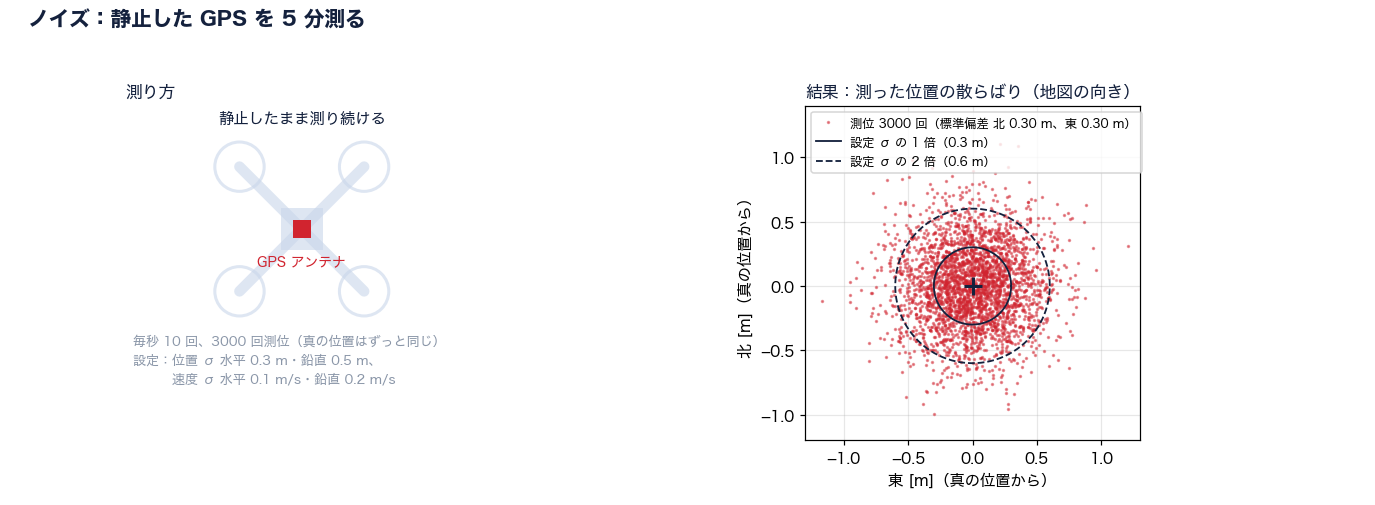 ノイズ：静止した GPS を 5 分測る
測り方
静止したまま測り続ける
GPS アンテナ
毎秒 10 回、3000 回測位（真の位置はずっと同じ）
設定：位置 σ 水平 0.3 m・鉛直 0.5 m、
速度 σ 水平 0.1 m/s・鉛直 0.2 m/s
結果：測った位置の散らばり（地図の向き）
測位 3000 回（標準偏差 北 0.30 m、東 0.30 m）
設定 σ の 1 倍（0.3 m）
設定 σ の 2 倍（0.6 m）
北 [m]（真の位置から）
1.0
0.5
0.0
−0.5
−1.0
−1.0 −0.5 0.0 0.5 1.0
東 [m]（真の位置から）